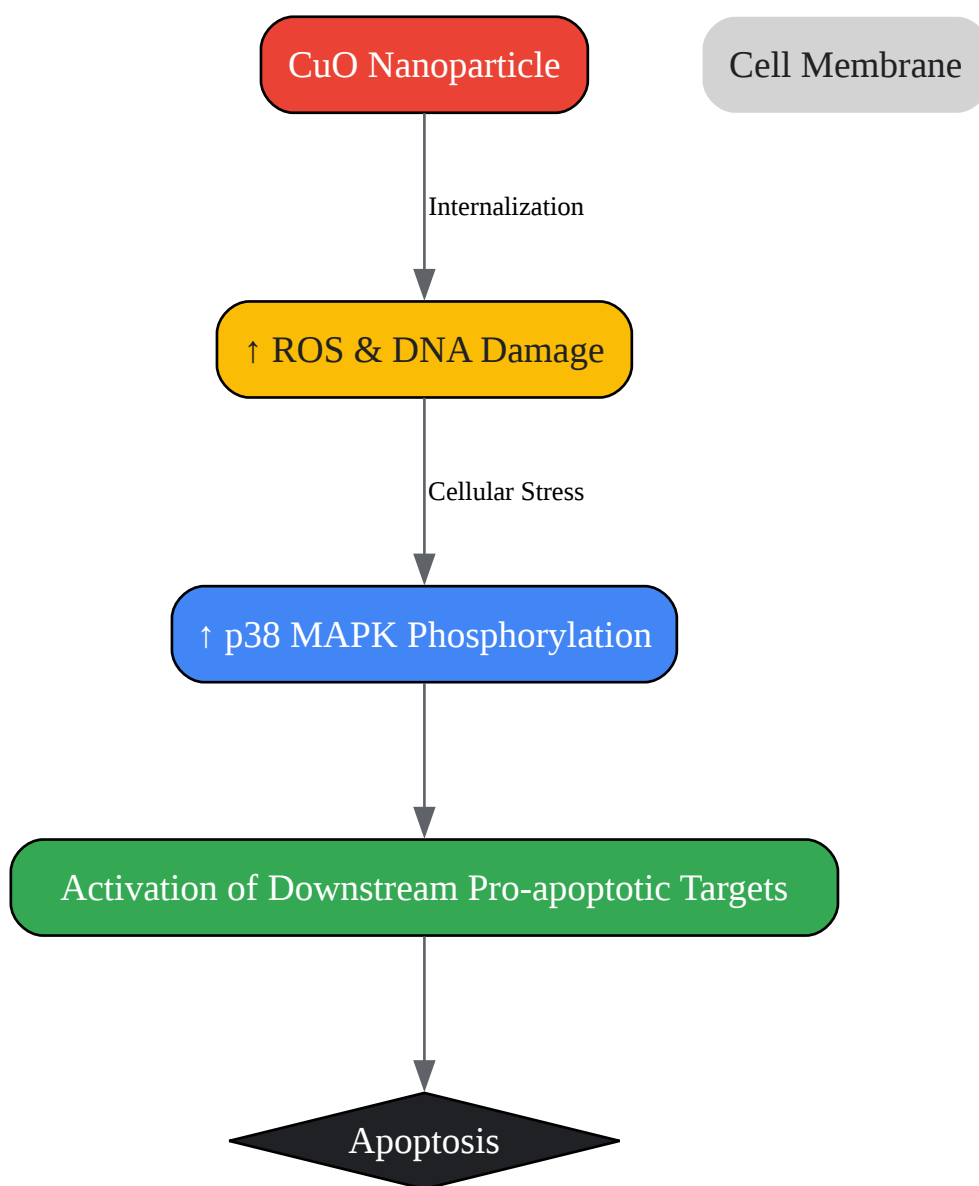 CuO Nanoparticle
Cell Membrane
Internalization
↑ ROS & DNA Damage
Cellular Stress
↑ p38 MAPK Phosphorylation
Activation of Downstream Pro-apoptotic Targets
Apoptosis